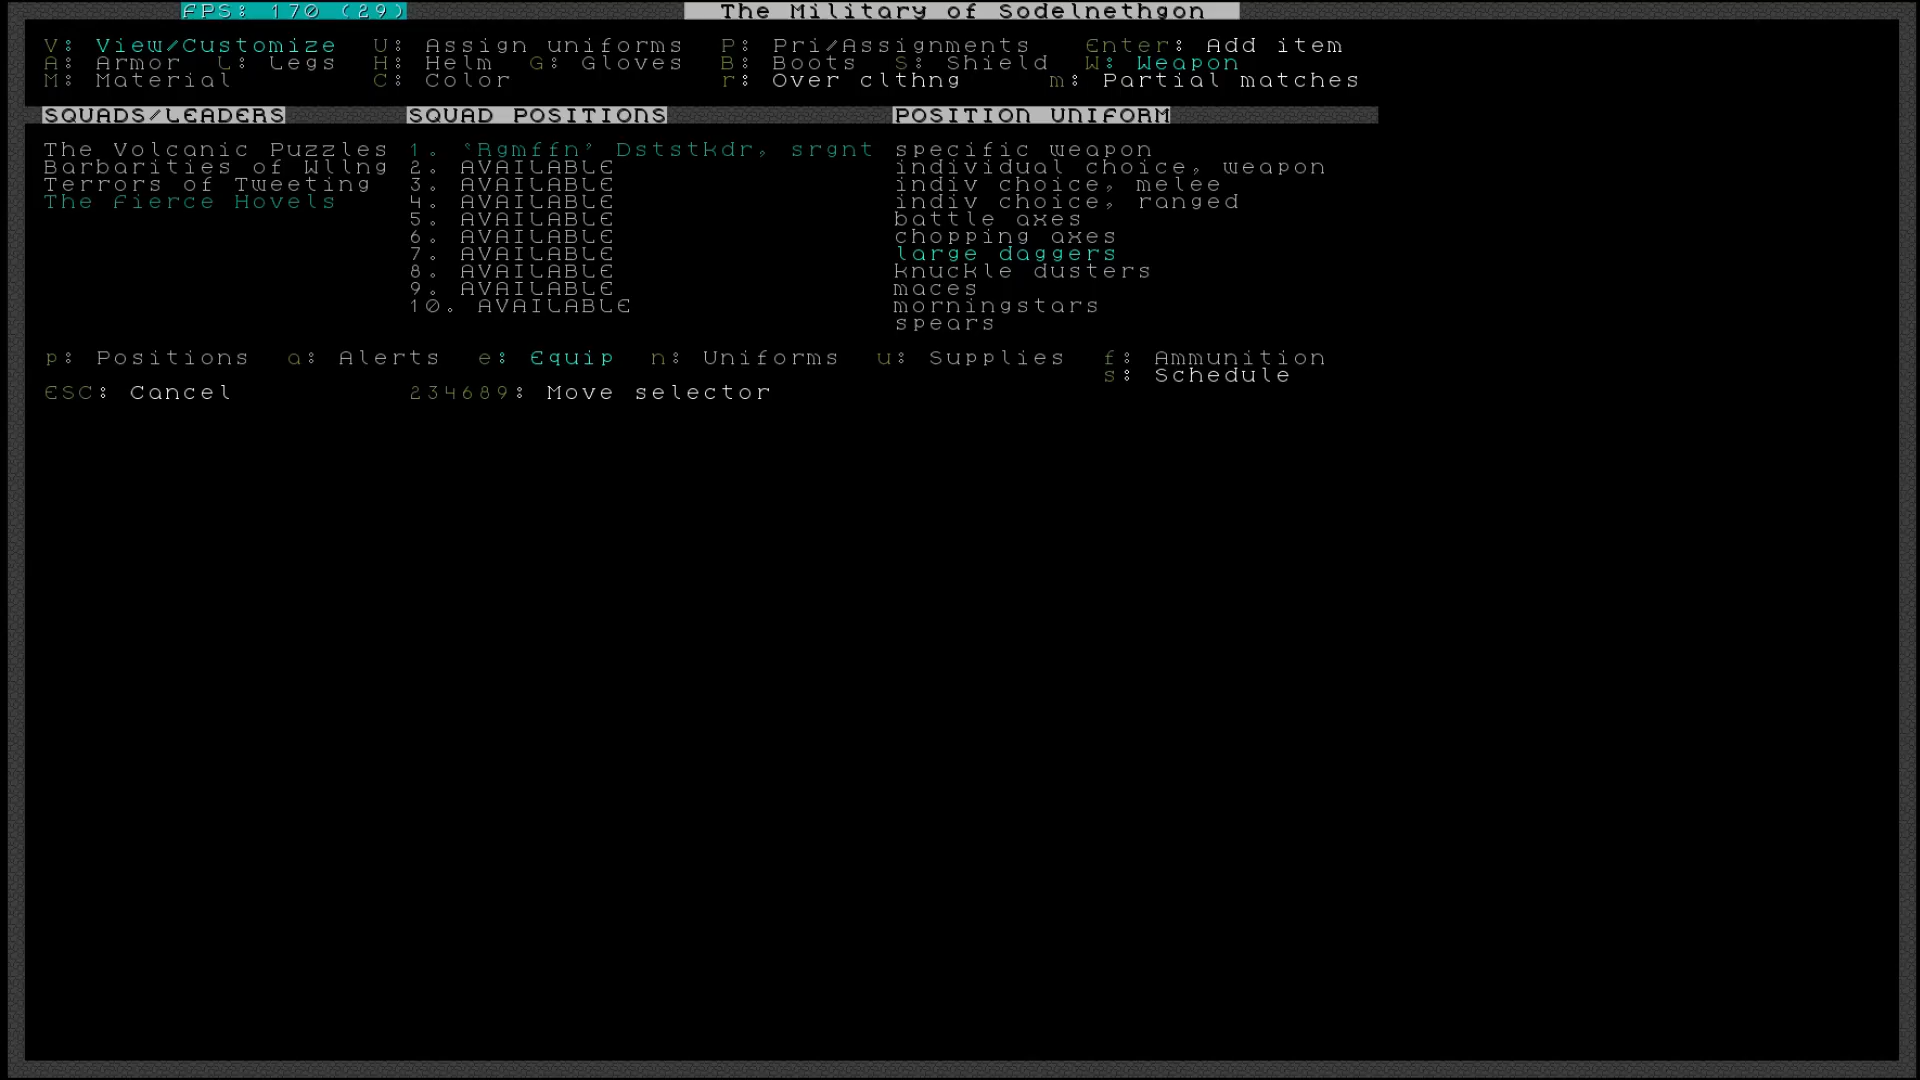 FPS: 170 (29) The Military of Sodelnethgon
V: View/Customize U: Assign uniforms P: Pri/Assignments Enter: Add item
A: Armor L: Legs H: Helm G: Gloves B: Boots S: Shield W: Weapon
M: Material C: Color r: Over clthng m: Partial matches
SQUADS/LEADERS SQUAD POSITIONS POSITION UNIFORM
The Volcanic Puzzles 1. `Rgmffn' Dststkdr, srgnt specific weapon
Barbarities of Wllng 2. AVAILABLE individual choice, weapon
Terrors of Tweeting 3. AVAILABLE indiv choice, melee
The Fierce Hovels 4. AVAILABLE indiv choice, ranged
5. AVAILABLE battle axes
6. AVAILABLE chopping axes
7. AVAILABLE large daggers
8. AVAILABLE knuckle dusters
9. AVAILABLE maces
10. AVAILABLE morningstars
spears
p: Positions a: Alerts e: Equip n: Uniforms u: Supplies f: Ammunition
s: Schedule
ESC: Cancel 234689: Move selector